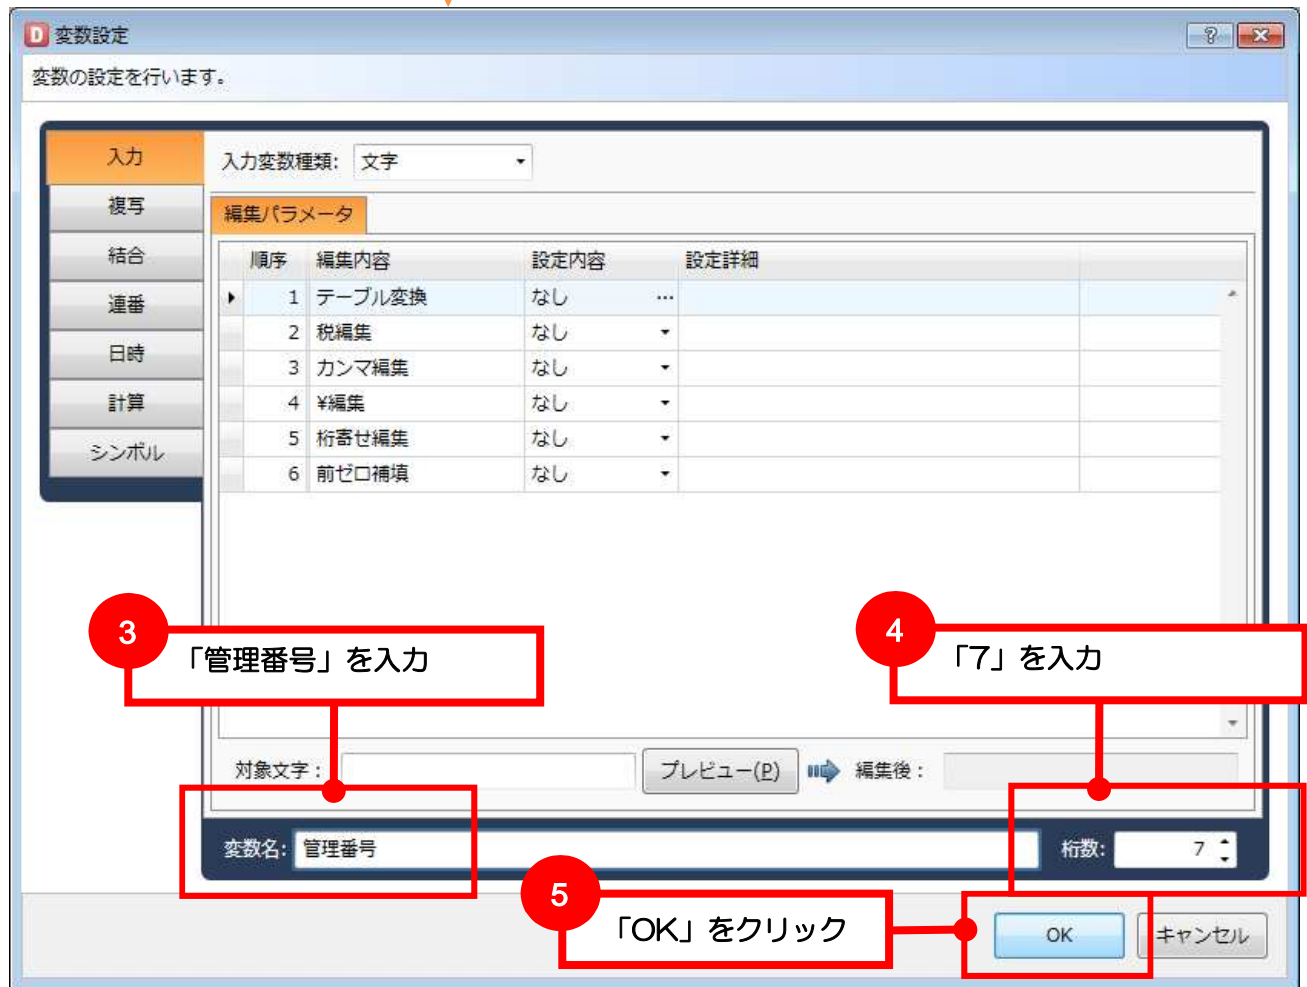 D 変数設定
変数の設定を行います。
入力
複写
結合
連番
日時
計算
シンボル
入力変数種類: 文字
編集パラメータ
順序 編集内容 設定内容 設定詳細
1 テーブル変換 なし ...
2 税編集 なし
3 カンマ編集 なし
4 ¥編集 なし
5 桁寄せ編集 なし
6 前ゼロ補填 なし
3
「管理番号」を入力
4
「7」を入力
対象文字: プレビュー(P) 編集後:
変数名: 管理番号 桁数: 7
5
「OK」をクリック
OK キャンセル